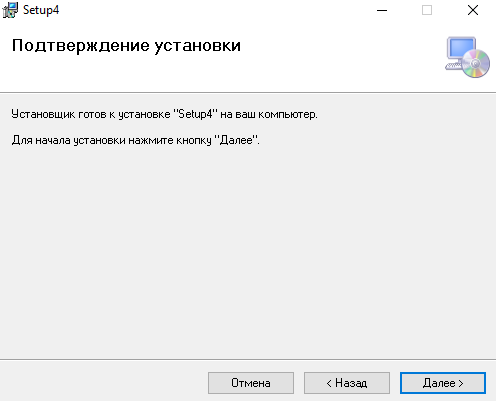 Setup4
Подтверждение установки
Установщик готов к установке "Setup4" на ваш компьютер.
Для начала установки нажмите кнопку "Далее".
Отмена
< Назад
Далее >